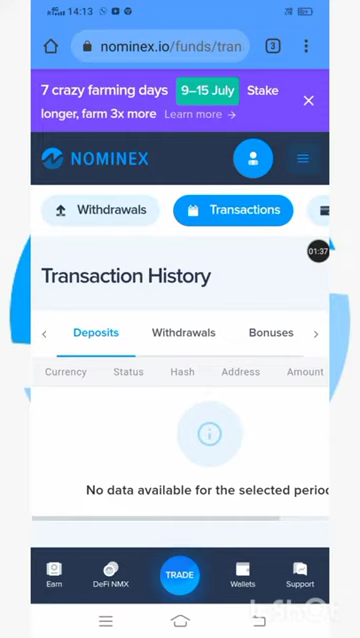 14:13
nominex.io/funds/tran
3
7 crazy farming days 9–15 July Stake
longer, farm 3x more Learn more →
NOMINEX
Withdrawals Transactions
01:37
Transaction History
Deposits Withdrawals Bonuses
Currency Status Hash Address Amount
No data available for the selected perio
Earn DeFi NMX TRADE Wallets Support